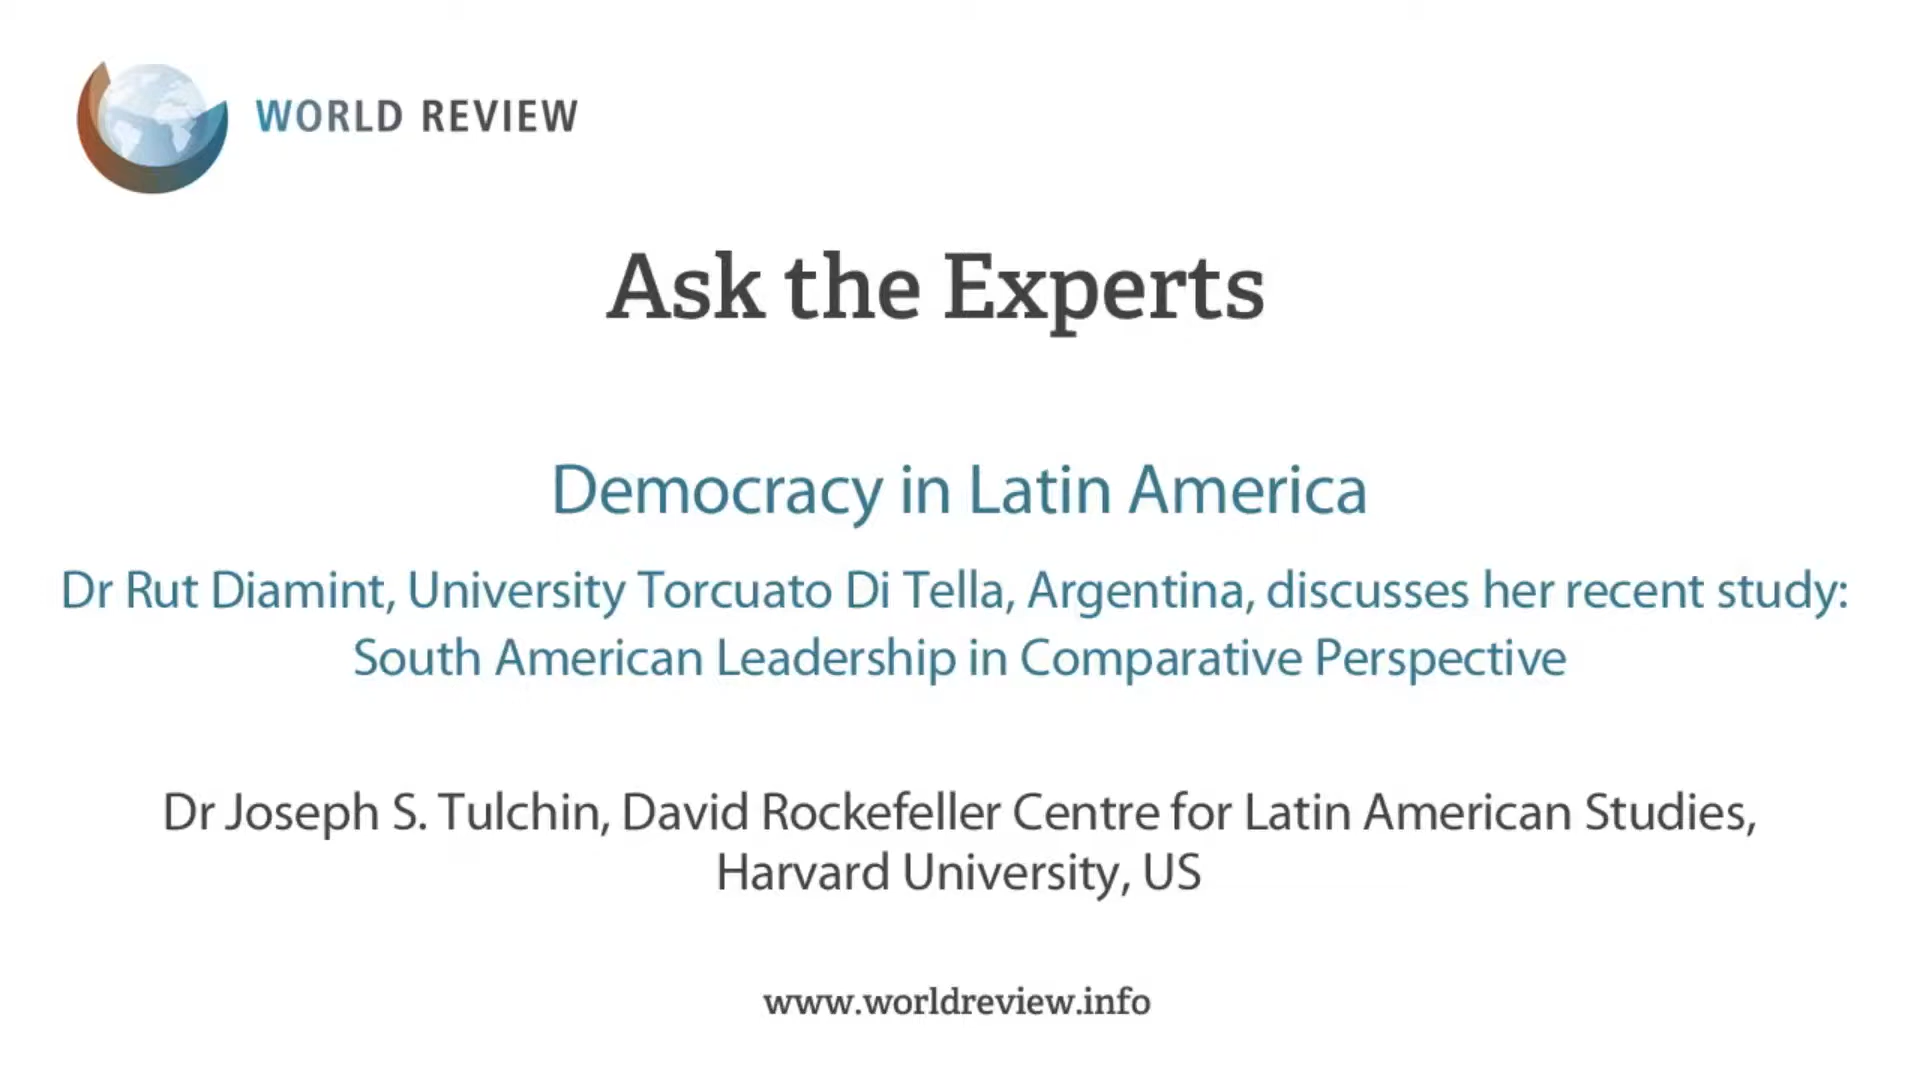 WORLD REVIEW
Ask the Experts
Democracy in Latin America
Dr Rut Diamint, University Torcuato Di Tella, Argentina, discusses her recent study:
South American Leadership in Comparative Perspective
Dr Joseph S. Tulchin, David Rockefeller Centre for Latin American Studies,
Harvard University, US
www.worldreview.info